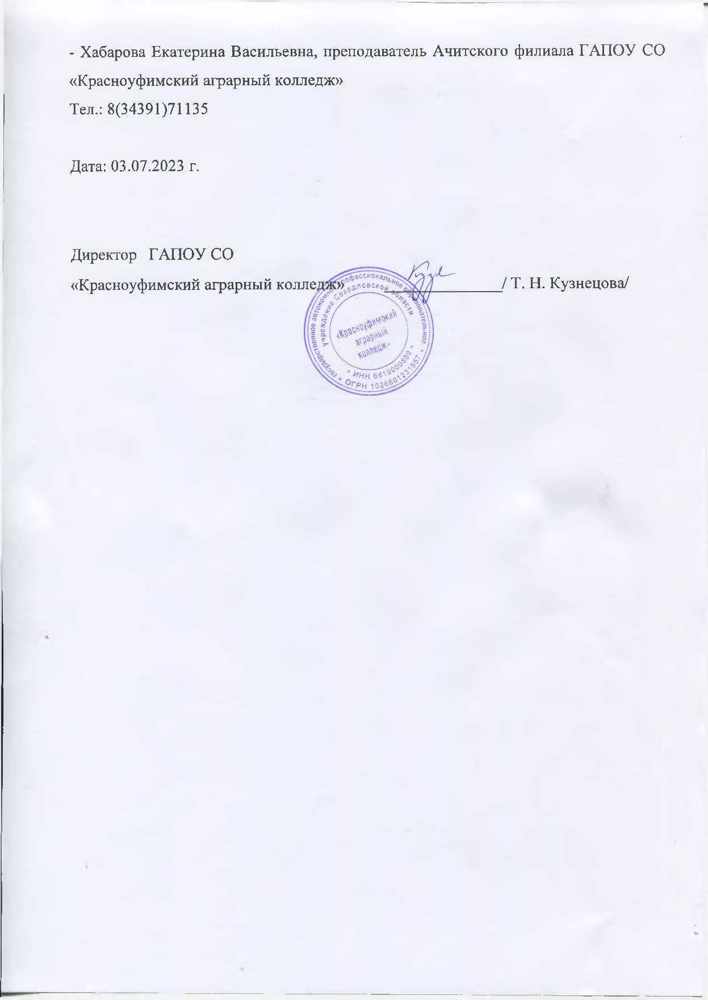 - Хабарова Екатерина Васильевна, преподаватель Ачитского филиала ГАПОУ СО
«Красноуфимский аграрный колледж»
Тел.: 8(34391)71135
Дата: 03.07.2023 г.
Директор ГАПОУ СО
«Красноуфимский аграрный колледж» / Т. Н. Кузнецова/
государственное автономное профессиональное образовательное
учреждение Свердловской области
«Красноуфимский
аграрный
колледж»
* ИНН 6619000889 *
* ОГРН 1026601231557 *